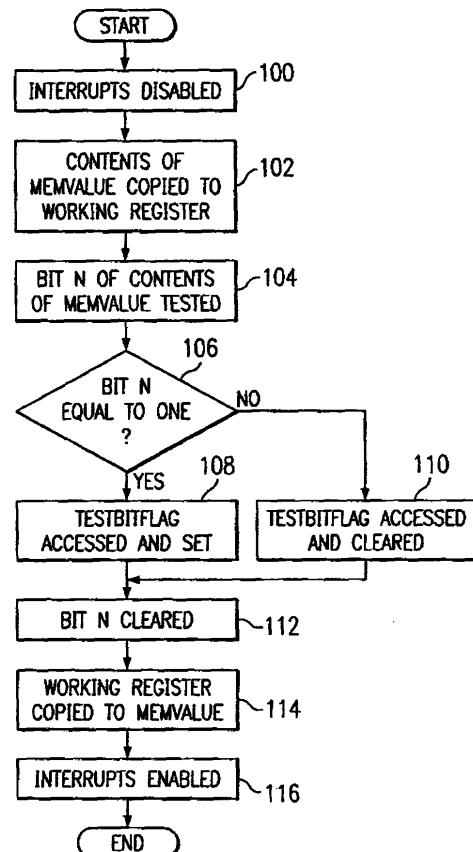 START
INTERRUPTS DISABLED
100
CONTENTS OF
MEMVALUE COPIED TO
WORKING REGISTER
102
BIT N OF CONTENTS
OF MEMVALUE TESTED
104
106
BIT N
EQUAL TO ONE
?
NO
YES
108
TESTBITFLAG
ACCESSED AND SET
110
TESTBITFLAG ACCESSED
AND CLEARED
BIT N CLEARED
112
WORKING REGISTER
COPIED TO MEMVALUE
114
INTERRUPTS ENABLED
116
END